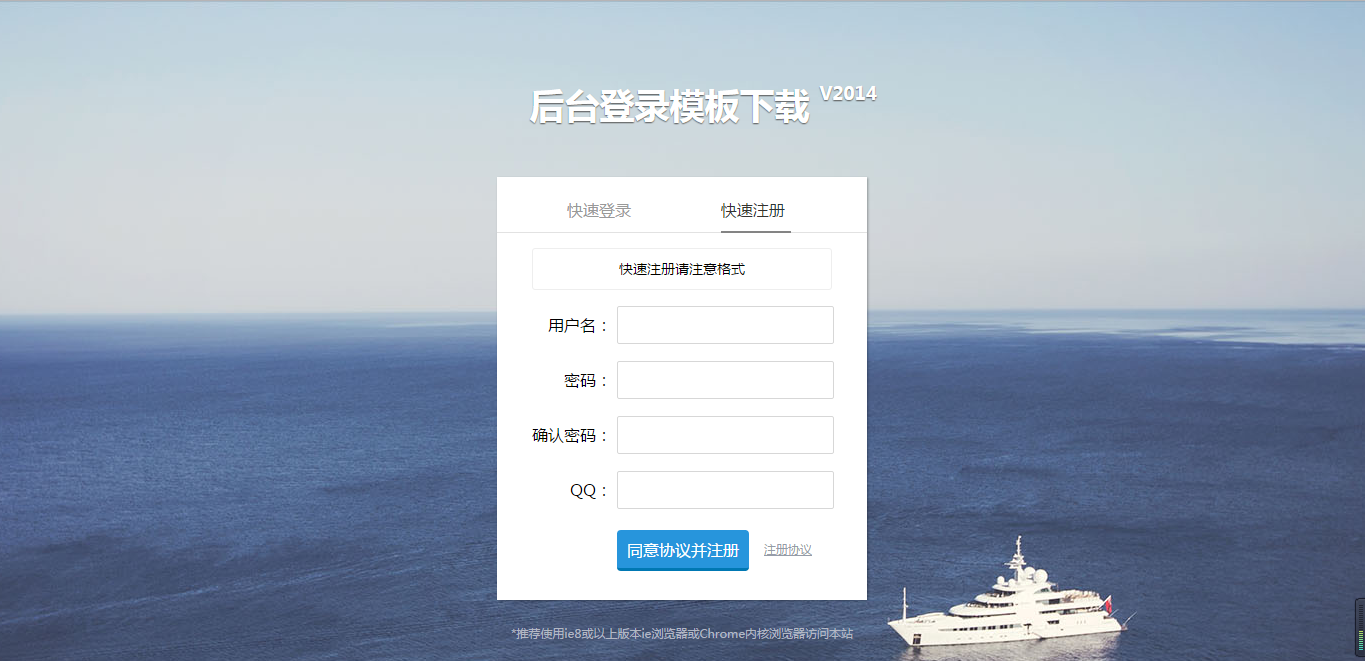 后台登录模板下载 V2014
快速登录 快速注册
快速注册请注意格式
用户名：
密码：
确认密码：
QQ：
同意协议并注册 注册协议
*推荐使用ie8或以上版本ie浏览器或Chrome内核浏览器访问本站